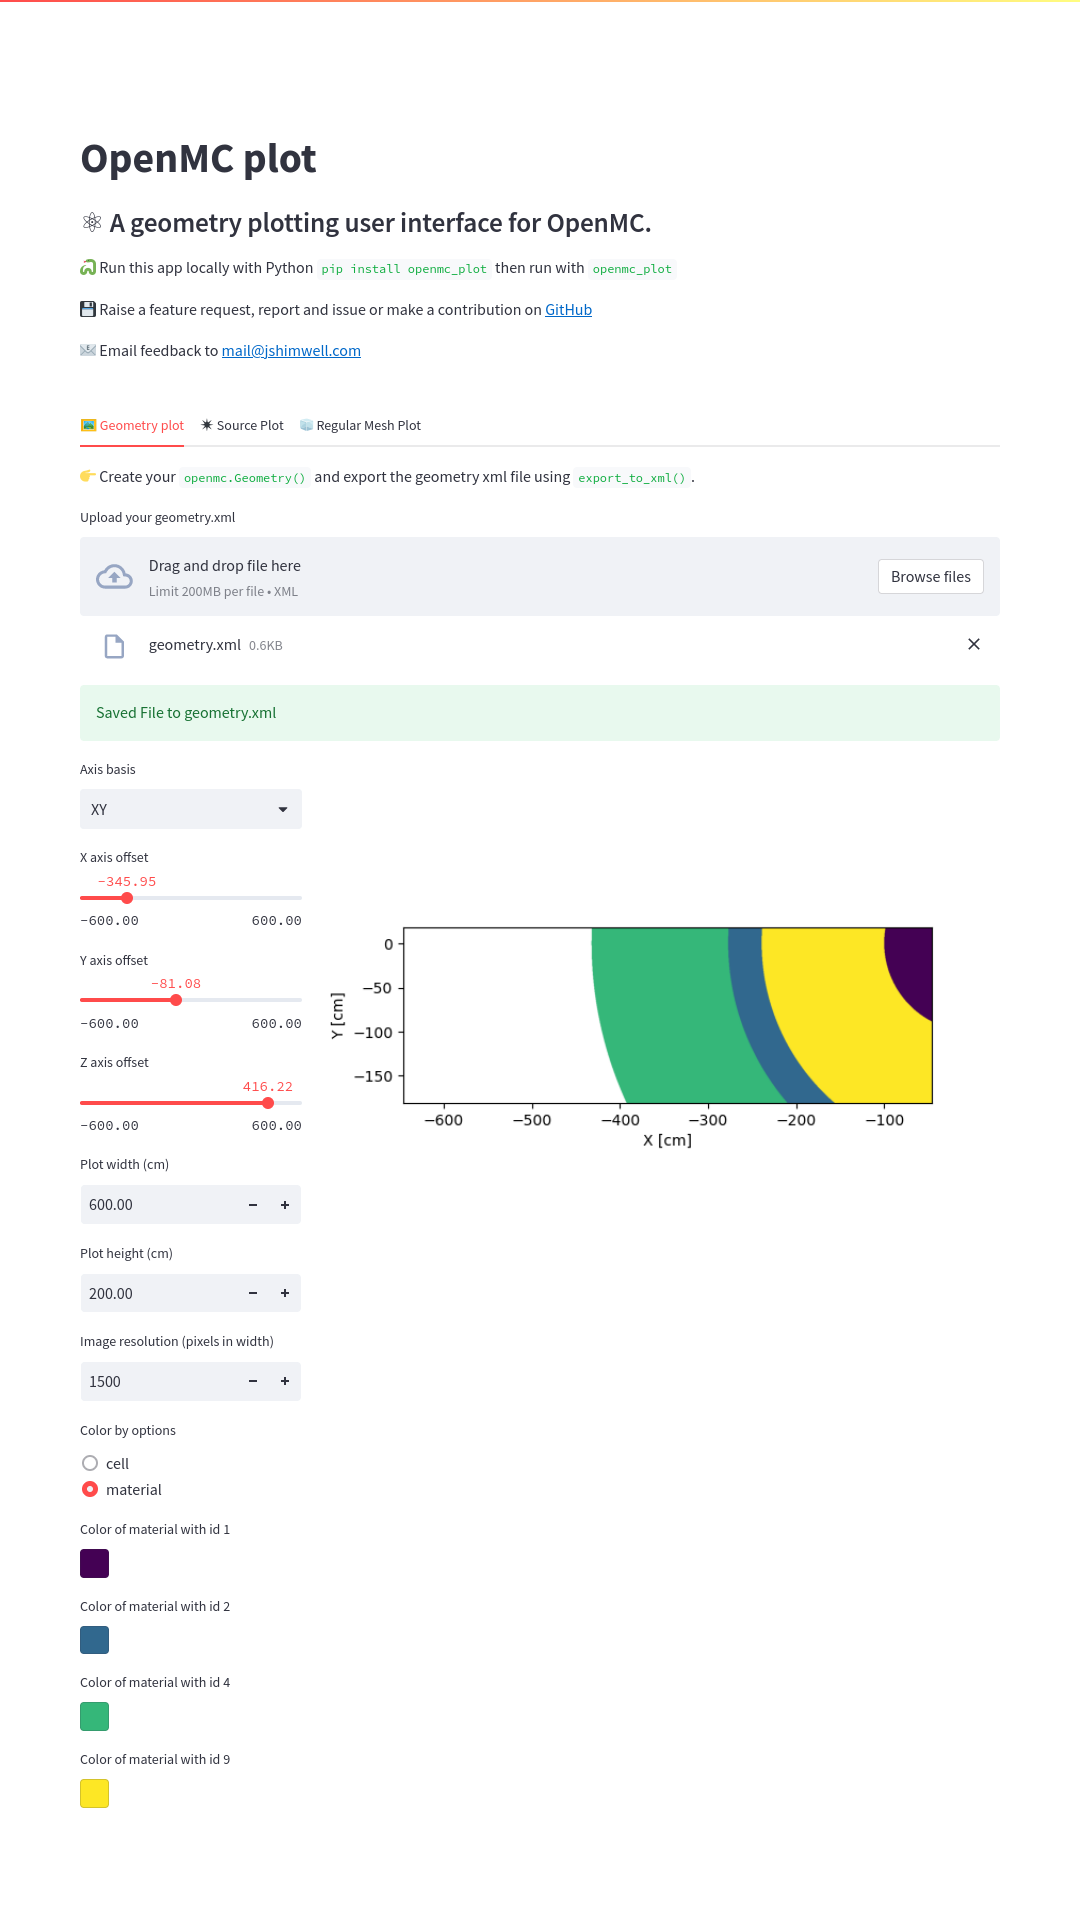 OpenMC plot
⚛ A geometry plotting user interface for OpenMC.
🐍 Run this app locally with Python pip install openmc_plot then run with openmc_plot
💾 Raise a feature request, report and issue or make a contribution on GitHub
📧 Email feedback to mail@jshimwell.com
🖼️ Geometry plot ✷ Source Plot 🧊 Regular Mesh Plot
👉 Create your openmc.Geometry() and export the geometry xml file using export_to_xml() .
Upload your geometry.xml
Drag and drop file here
Limit 200MB per file • XML
Browse files
geometry.xml 0.6KB
Saved File to geometry.xml
Axis basis
XY
X axis offset
-345.95
-600.00 600.00
Y axis offset
-81.08
-600.00 600.00
Z axis offset
416.22
-600.00 600.00
Plot width (cm)
600.00
Plot height (cm)
200.00
Image resolution (pixels in width)
1500
Color by options
cell
material
Color of material with id 1
Color of material with id 2
Color of material with id 4
Color of material with id 9
Y [cm]
0
−50
−100
−150
−600 −500 −400 −300 −200 −100
X [cm]